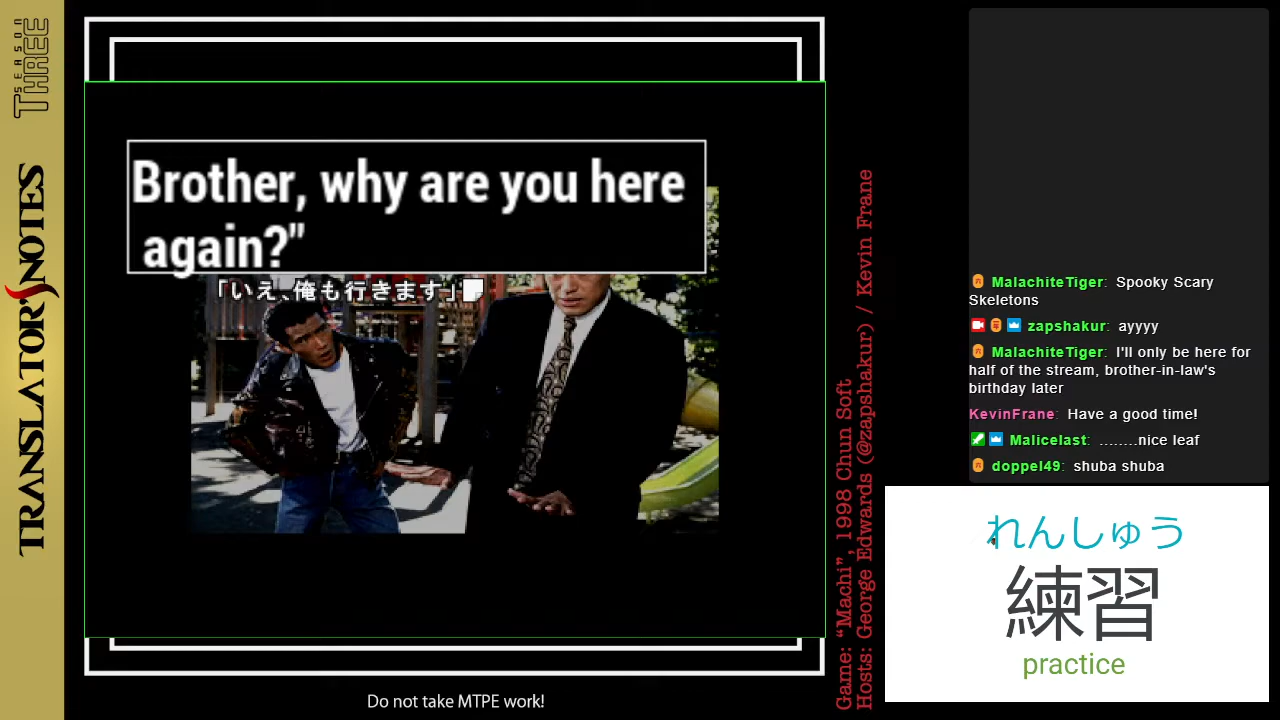 SEASON
THREE
TRANSLATOR'S NOTES
Brother, why are you here
again?"
「いえ、俺も行きます」
Do not take MTPE work!
Game: "Machi", 1998 Chun Soft
Hosts: George Edwards (@zapshakur) / Kevin Frane
MalachiteTiger: Spooky Scary
Skeletons
zapshakur: ayyyy
MalachiteTiger: I'll only be here for
half of the stream, brother-in-law's
birthday later
KevinFrane: Have a good time!
Malicelast: ........nice leaf
doppel49: shuba shuba
れんしゅう
練習
practice